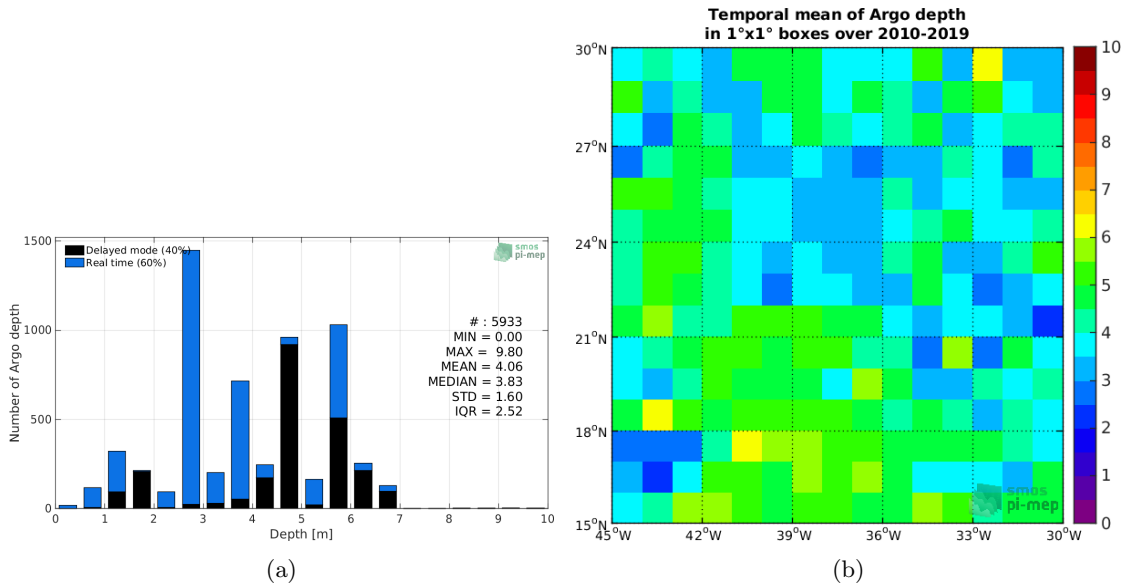 Temporal mean of Argo depth
in 1°x1° boxes over 2010-2019
1500
1000
500
0
Number of Argo depth
Delayed mode (40%)
Real time (60%)
smos
pi-mep
# : 5933
MIN = 0.00
MAX = 9.80
MEAN = 4.06
MEDIAN = 3.83
STD = 1.60
IQR = 2.52
0 1 2 3 4 5 6 7 8 9 10
Depth [m]
(a)
30°N
27°N
24°N
21°N
18°N
15°N
45°W 42°W 39°W 36°W 33°W 30°W
smos
pi-mep
10
9
8
7
6
5
4
3
2
1
0
(b)